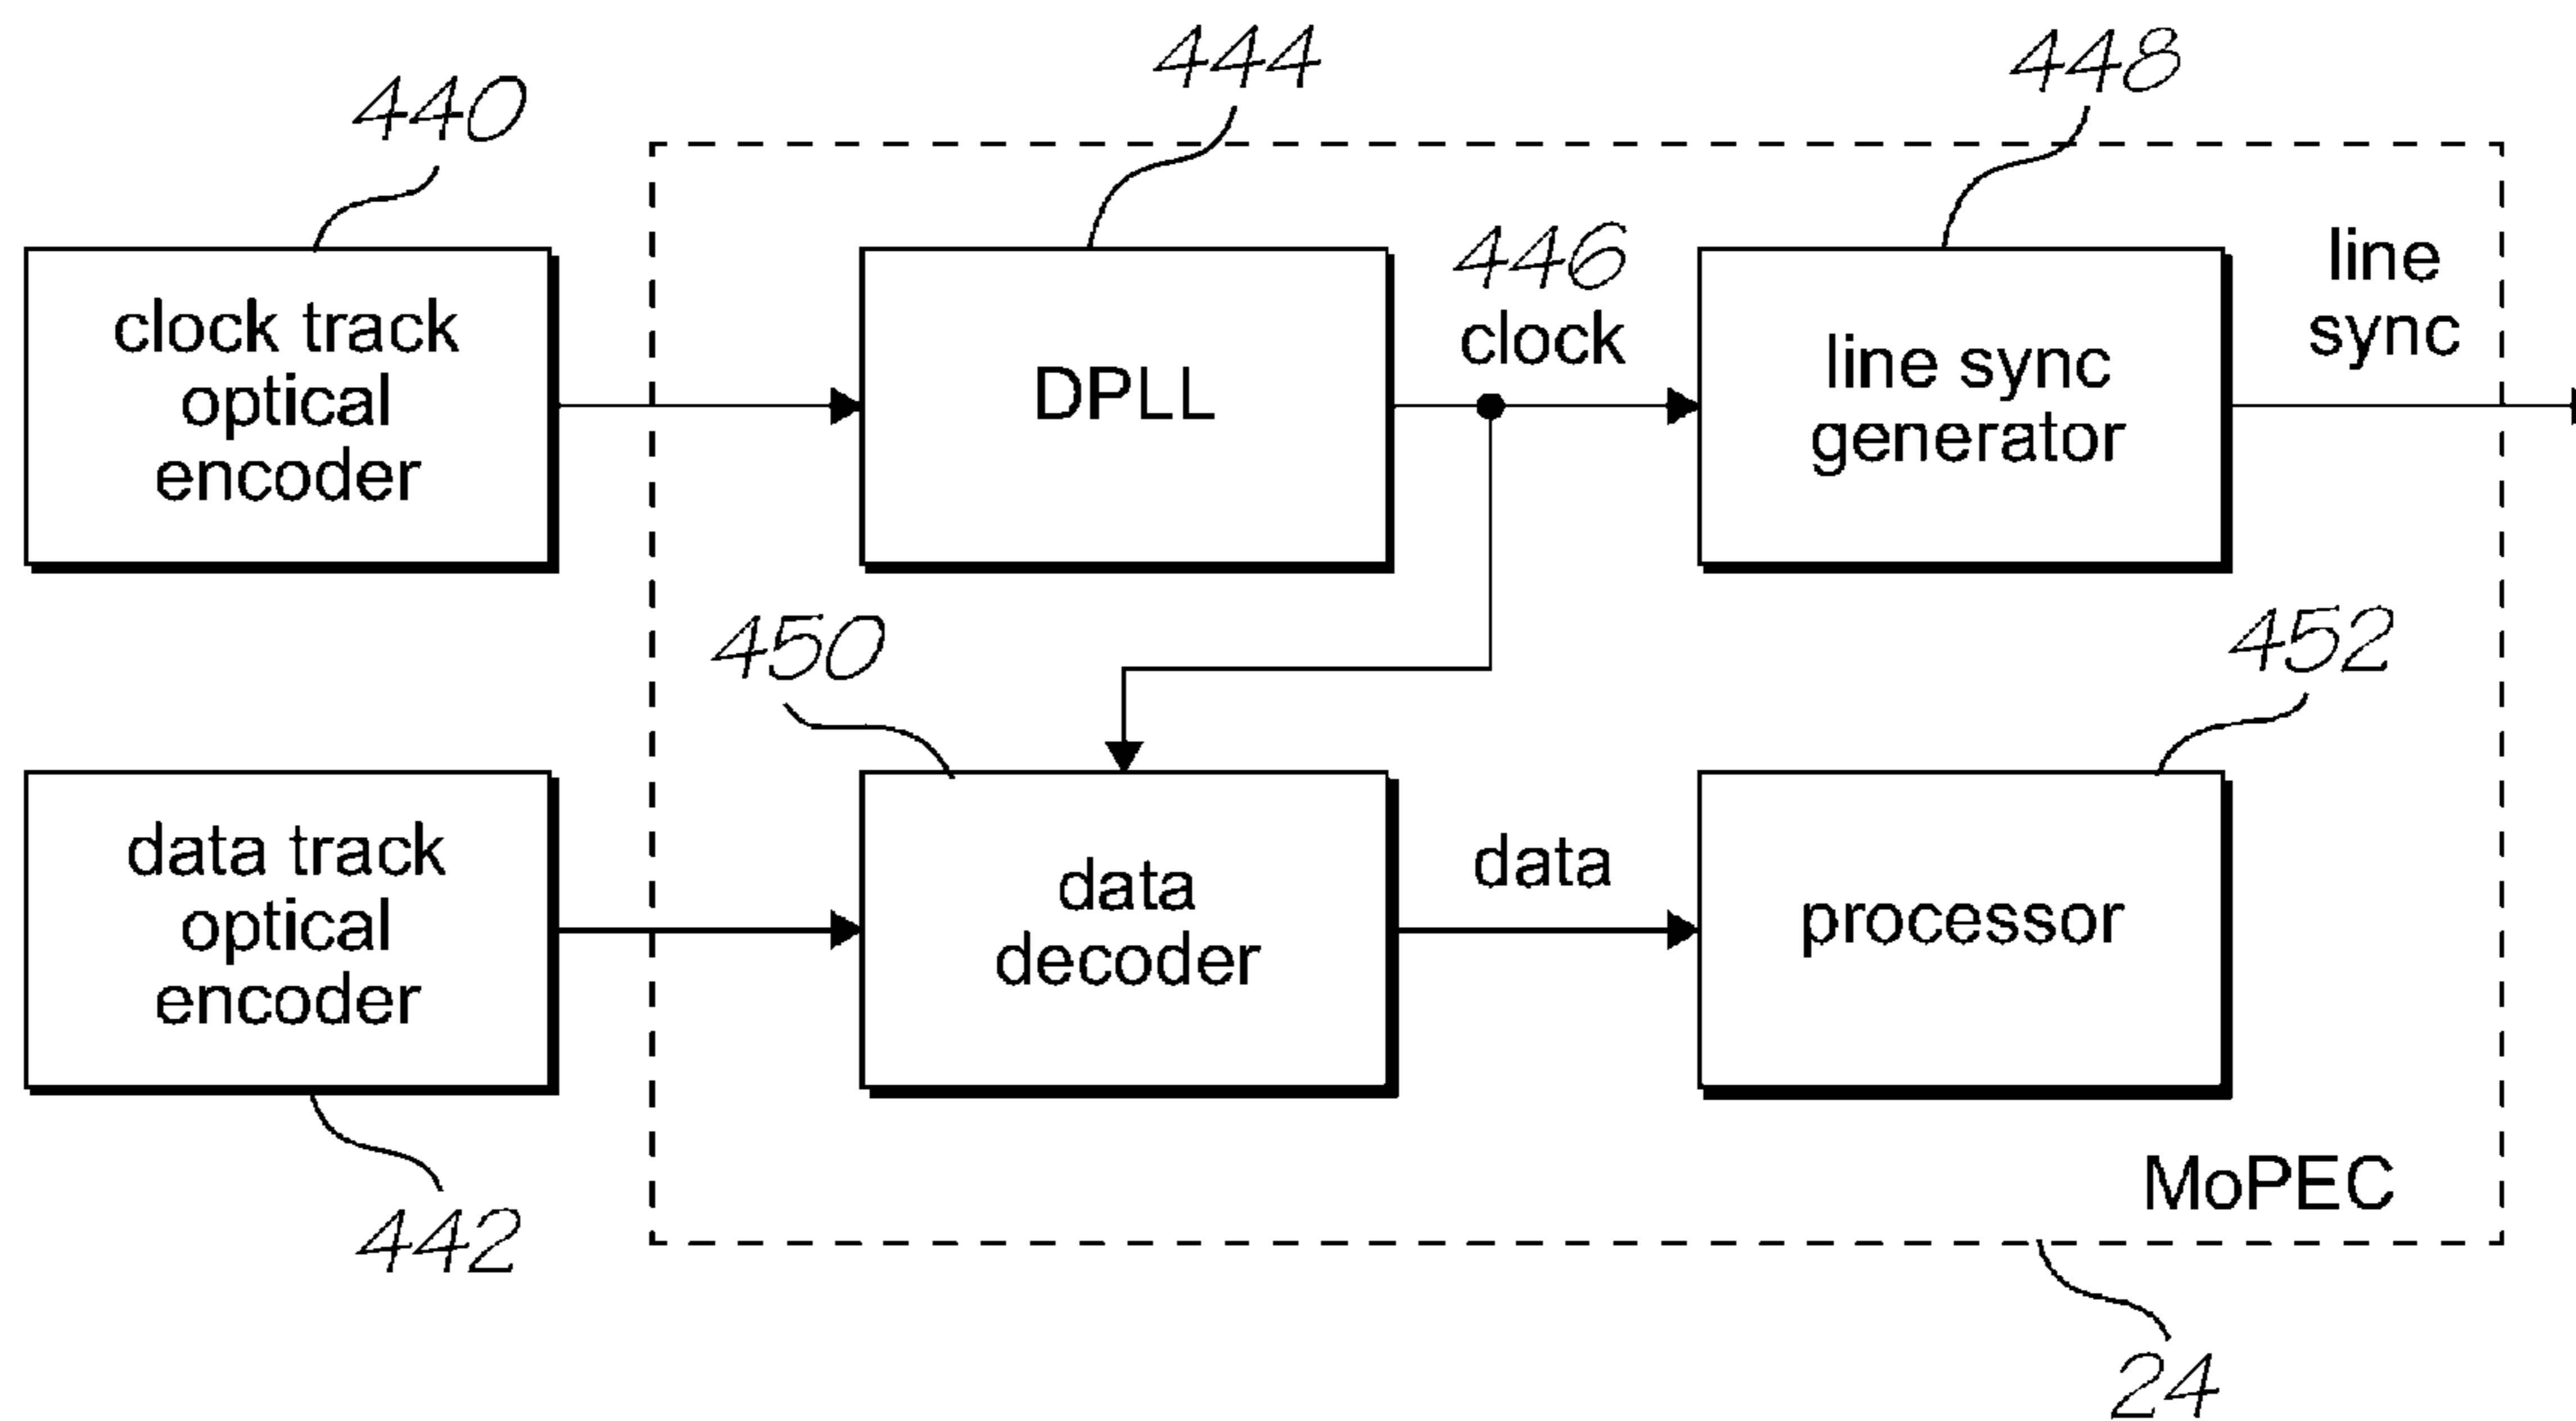 440
444
448
clock track
optical
encoder
DPLL
446
clock
line sync
generator
line
sync
450
452
data track
optical
encoder
data
decoder
data
processor
MoPEC
442
24